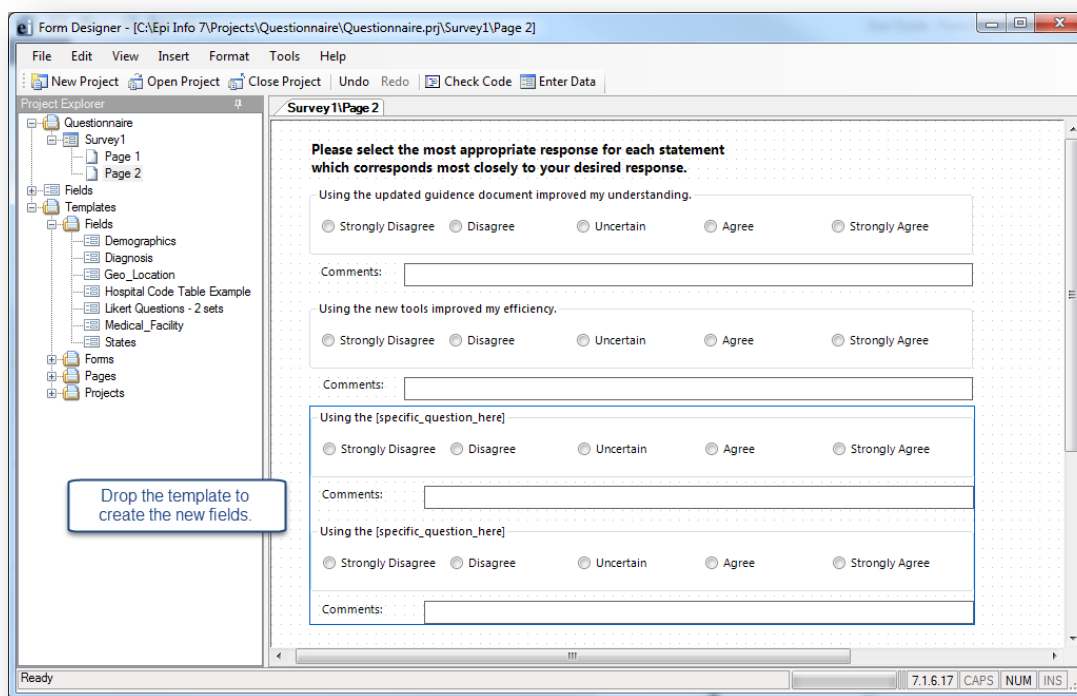 Form Designer - [C:\Epi Info 7\Projects\Questionnaire\Questionnaire.prj\Survey1\Page 2]
File Edit View Insert Format Tools Help
New Project Open Project Close Project Undo Redo Check Code Enter Data
Project Explorer
Questionnaire
Survey1
Page 1
Page 2
Fields
Templates
Fields
Demographics
Diagnosis
Geo_Location
Hospital Code Table Example
Likert Questions - 2 sets
Medical_Facility
States
Forms
Pages
Projects
Drop the template to
create the new fields.
Survey1\Page 2
Please select the most appropriate response for each statement
which corresponds most closely to your desired response.
Using the updated guidence document improved my understanding.
Strongly Disagree Disagree Uncertain Agree Strongly Agree
Comments:
Using the new tools improved my efficiency.
Strongly Disagree Disagree Uncertain Agree Strongly Agree
Comments:
Using the [specific_question_here]
Strongly Disagree Disagree Uncertain Agree Strongly Agree
Comments:
Using the [specific_question_here]
Strongly Disagree Disagree Uncertain Agree Strongly Agree
Comments:
Ready 7.1.6.17 CAPS NUM INS